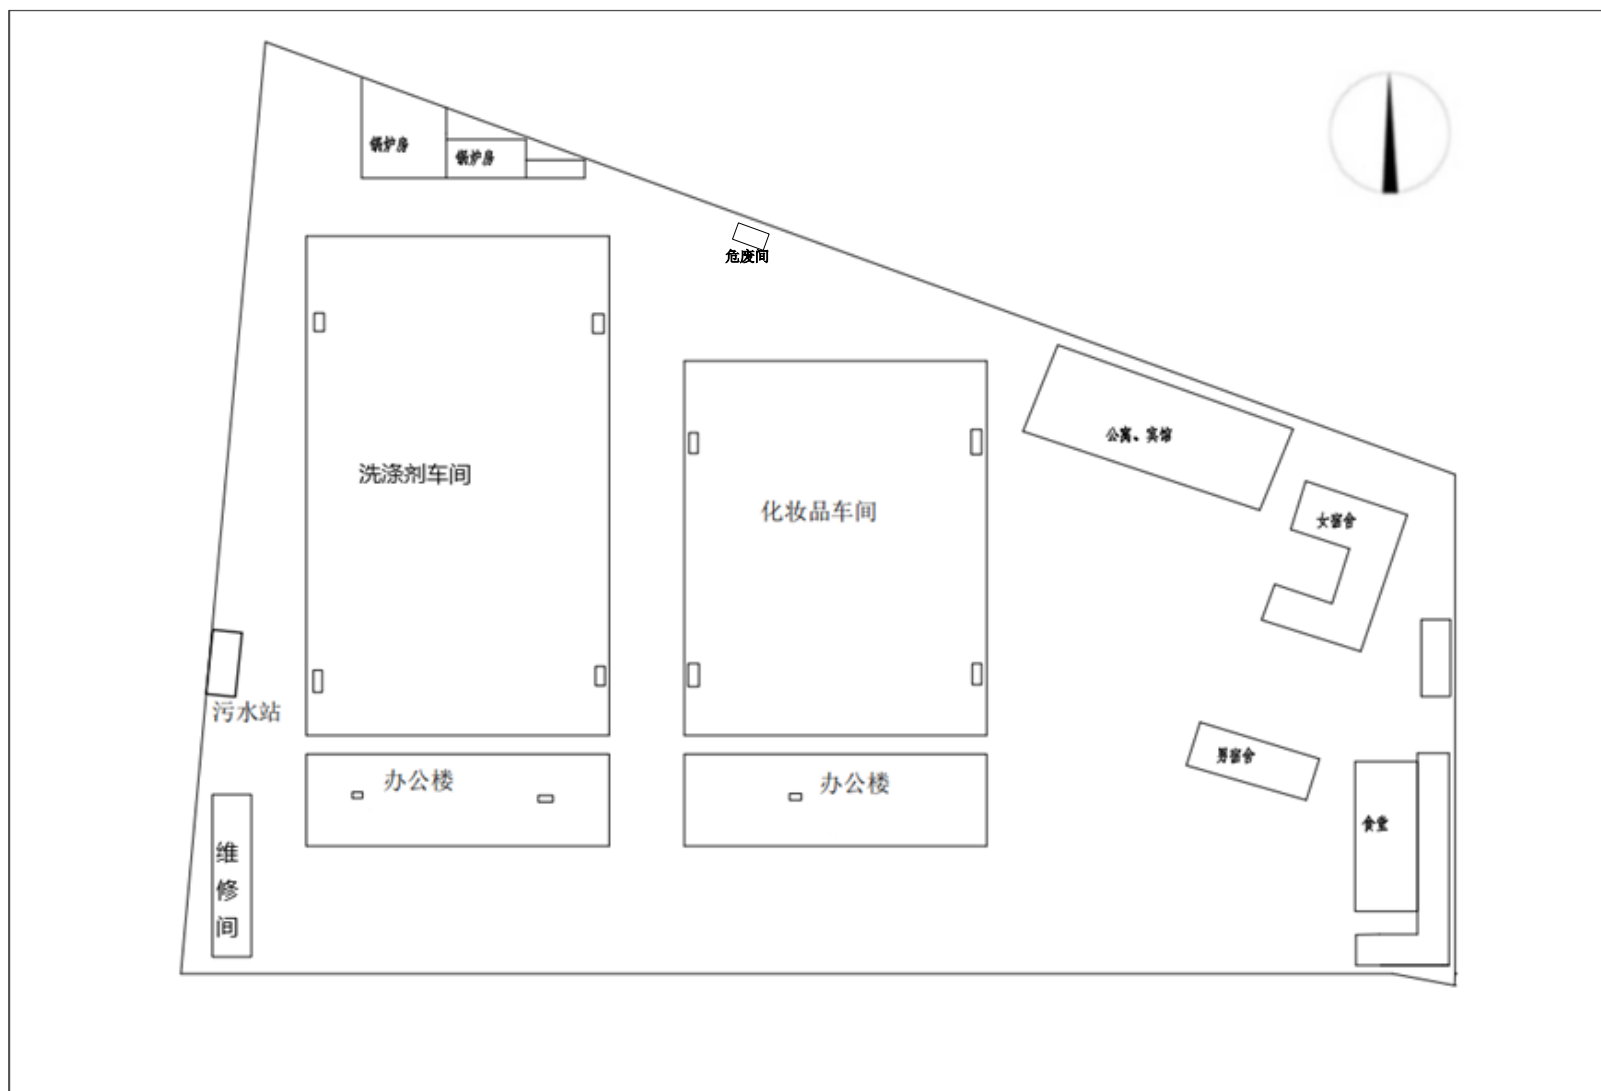 锅炉房
锅炉房
危废间
公寓、宾馆
洗涤剂车间
化妆品车间
女宿舍
污水站
男宿舍
办公楼
办公楼
食堂
维
修
间